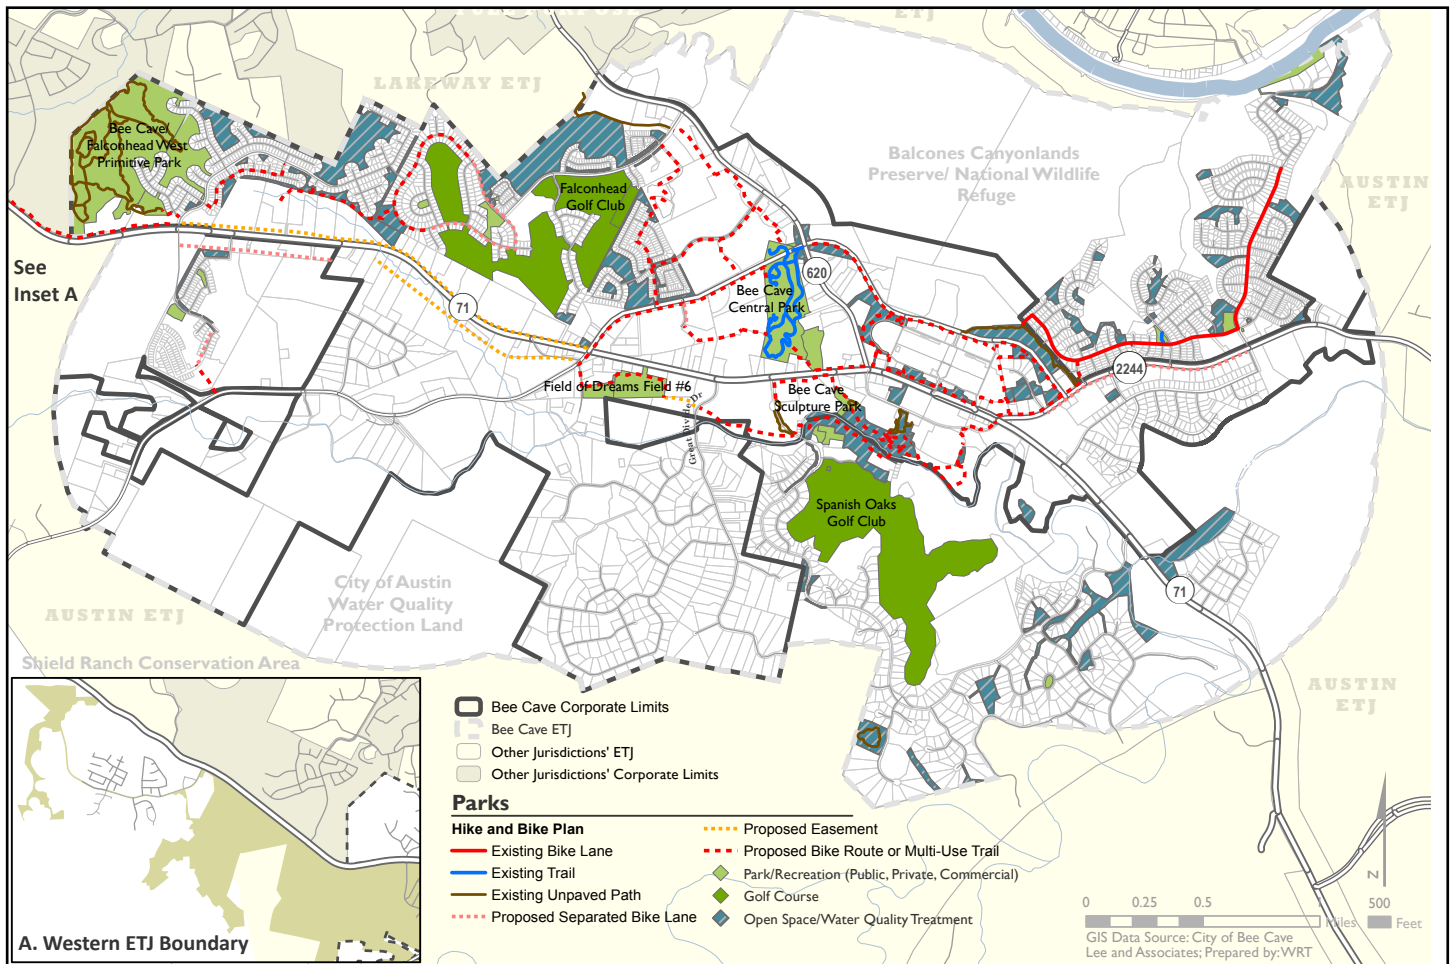 ETJ
LAKEWAY ETJ
Bee Cave/
Falconhead West
Primitive Park
Balcones Canyonlands
Preserve/ National Wildlife
Refuge
AUSTIN
ETJ
Falconhead
Golf Club
See
Inset A
620
Bee Cave
Central Park
71
2244
Field of Dreams Field #6
Bee Cave
Sculpture Park
Great Divide Dr
Spanish Oaks
Golf Club
City of Austin
Water Quality
Protection Land
71
AUSTIN ETJ
Shield Ranch Conservation Area
AUSTIN
ETJ
A. Western ETJ Boundary
Bee Cave Corporate Limits
Bee Cave ETJ
Other Jurisdictions' ETJ
Other Jurisdictions' Corporate Limits
Parks
Hike and Bike Plan
Existing Bike Lane
Existing Trail
Existing Unpaved Path
Proposed Separated Bike Lane
Proposed Easement
Proposed Bike Route or Multi-Use Trail
Park/Recreation (Public, Private, Commercial)
Golf Course
Open Space/Water Quality Treatment
N
0 0.25 0.5
Miles
500
Feet
GIS Data Source: City of Bee Cave
Lee and Associates; Prepared by: WRT